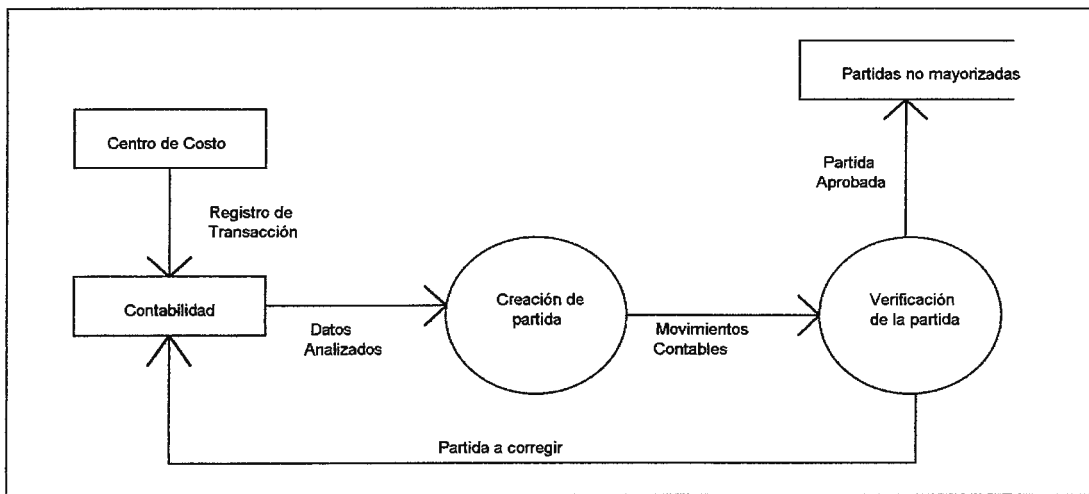 Partidas no mayorizadas
Centro de Costo
Partida
Aprobada
Registro de
Transacción
Contabilidad
Datos
Analizados
Creación de
partida
Movimientos
Contables
Verificación
de la partida
Partida a corregir